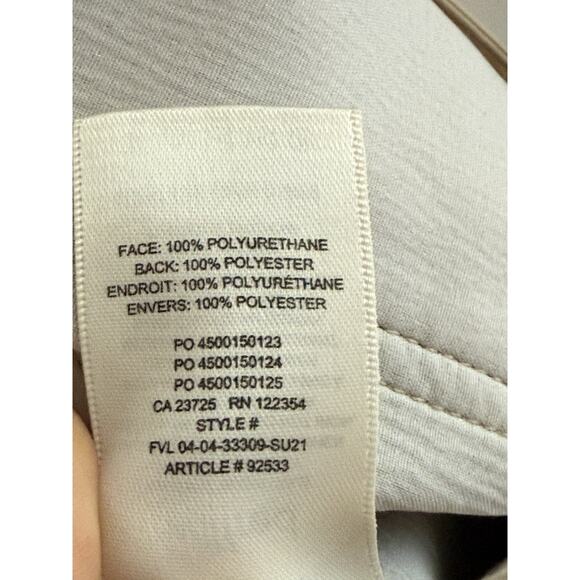 FACE: 100% POLYURETHANE
BACK: 100% POLYESTER
ENDROIT: 100% POLYURÉTHANE
ENVERS: 100% POLYESTER
PO 4500150123
PO 4500150124
PO 4500150125
CA 23725 RN 122354
STYLE #
FVL 04-04-33309-SU21
ARTICLE # 92533